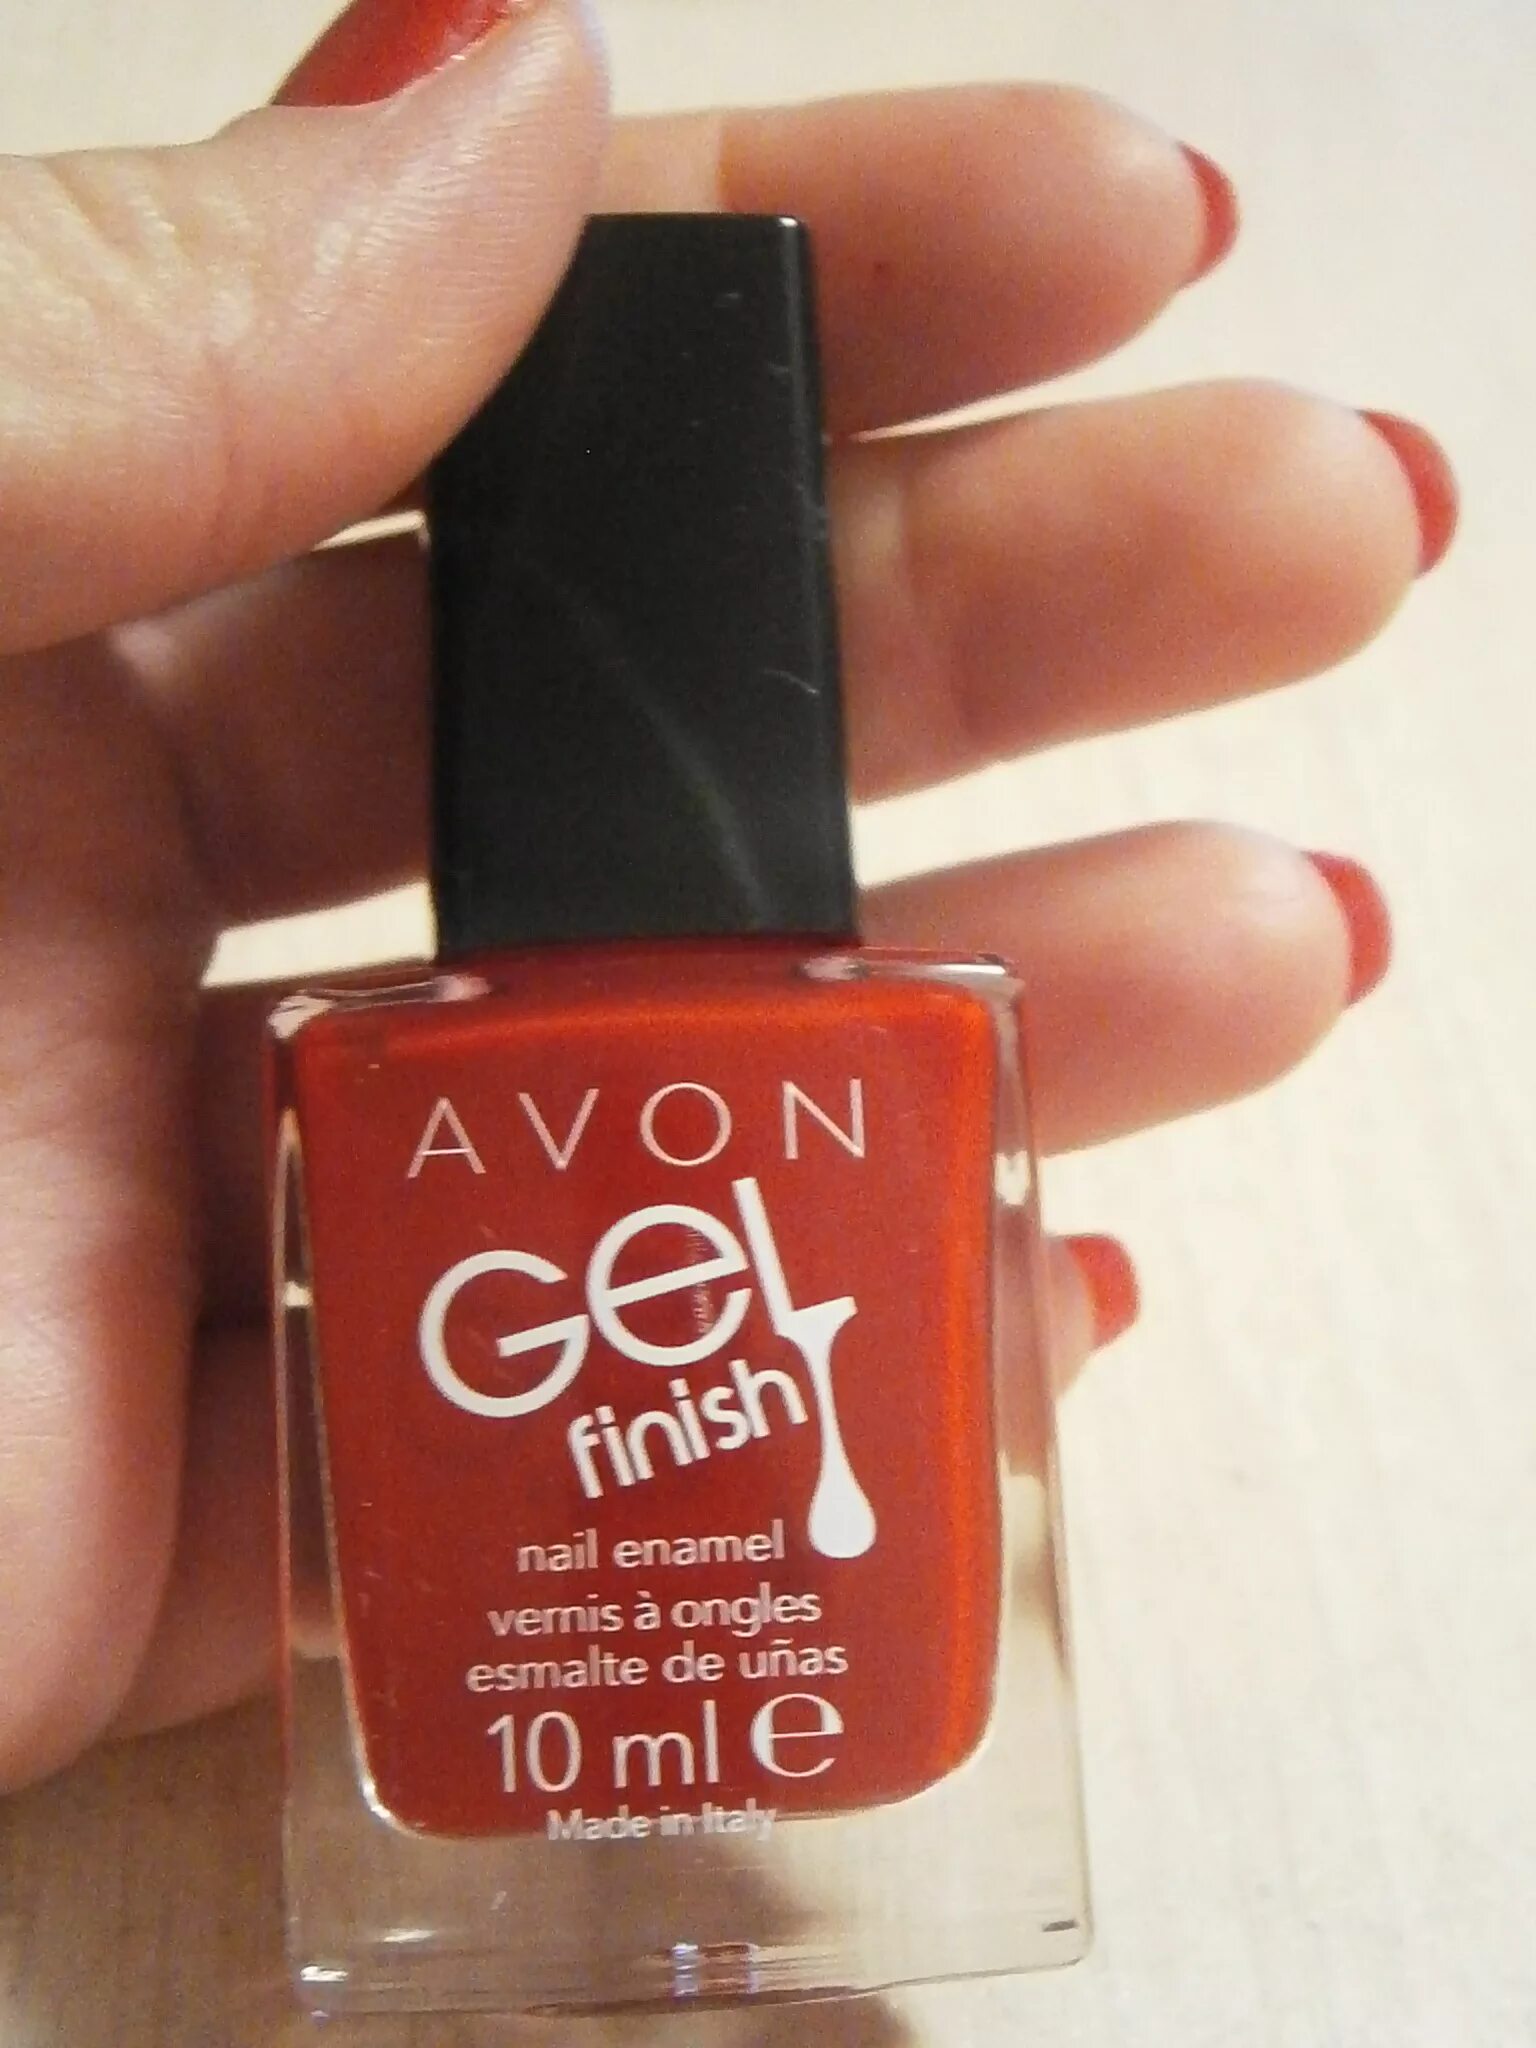 AVON
GEL
finish
nail enamel
vernis à ongles
esmalte de uñas
10 ml e
Made in Italy